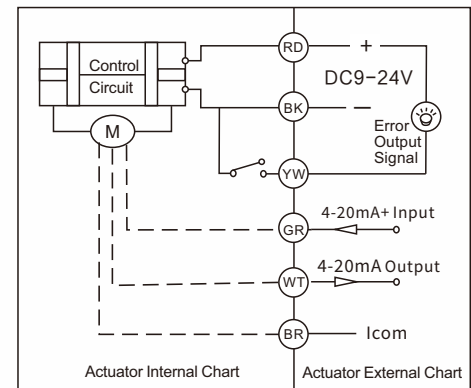 Control
Circuit
M
RD
+
DC9-24V
BK
—
Error
Output
Signal
YW
4-20mA+ Input
GR
4-20mA Output
WT
BR
Icom
Actuator Internal Chart
Actuator External Chart